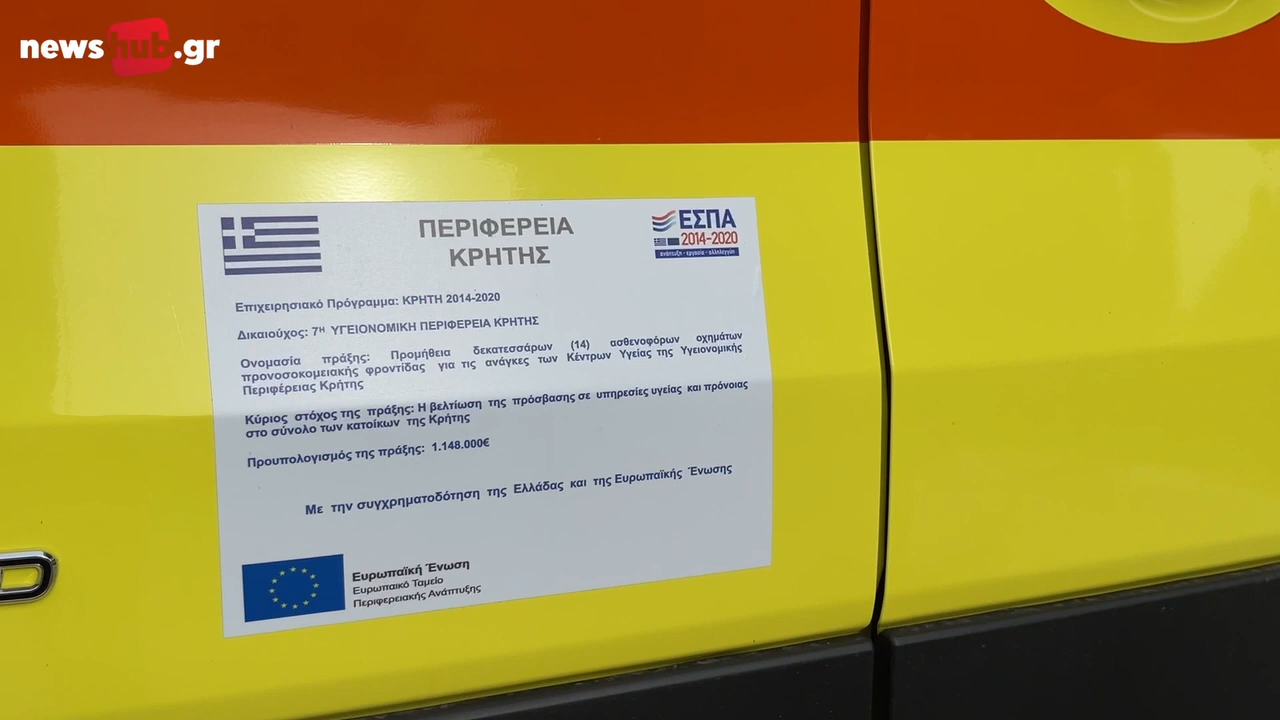 newshub.gr
ΠΕΡΙΦΕΡΕΙΑ
ΚΡΗΤΗΣ
ΕΣΠΑ
2014-2020
ανάπτυξη - εργασία - αλληλεγγύη
Επιχειρησιακό Πρόγραμμα: ΚΡΗΤΗ 2014-2020
Δικαιούχος: 7Η ΥΓΕΙΟΝΟΜΙΚΗ ΠΕΡΙΦΕΡΕΙΑ ΚΡΗΤΗΣ
Ονομασία πράξης: Προμήθεια δεκατεσσάρων (14) ασθενοφόρων οχημάτων
προνοσοκομειακής φροντίδας για τις ανάγκες των Κέντρων Υγείας της Υγειονομικής
Περιφέρειας Κρήτης
Κύριος στόχος της πράξης: Η βελτίωση της πρόσβασης σε υπηρεσίες υγείας και πρόνοιας
στο σύνολο των κατοίκων της Κρήτης
Προυπολογισμός της πράξης: 1.148.000€
Με την συγχρηματοδότηση της Ελλάδας και της Ευρωπαϊκής Ένωσης
Ευρωπαϊκή Ένωση
Ευρωπαικό Ταμείο
Περιφερειακής Ανάπτυξης